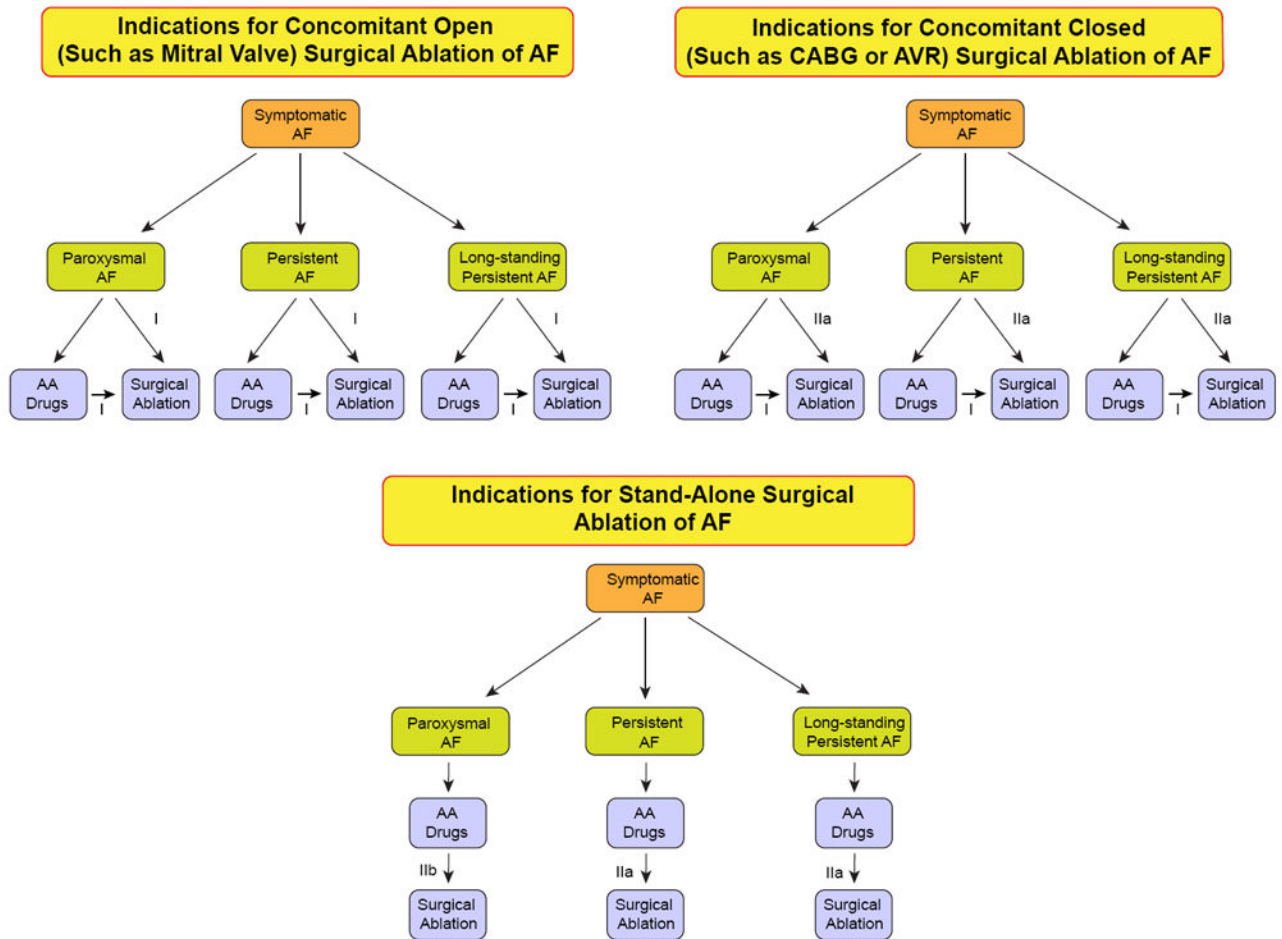 Indications for Concomitant Open
(Such as Mitral Valve) Surgical Ablation of AF
Symptomatic
AF
Paroxysmal
AF
Persistent
AF
Long-standing
Persistent AF
I
I
I
AA
Drugs
I
Surgical
Ablation
AA
Drugs
I
Surgical
Ablation
AA
Drugs
I
Surgical
Ablation
Indications for Concomitant Closed
(Such as CABG or AVR) Surgical Ablation of AF
Symptomatic
AF
Paroxysmal
AF
Persistent
AF
Long-standing
Persistent AF
IIa
IIa
IIa
AA
Drugs
I
Surgical
Ablation
AA
Drugs
I
Surgical
Ablation
AA
Drugs
I
Surgical
Ablation
Indications for Stand-Alone Surgical
Ablation of AF
Symptomatic
AF
Paroxysmal
AF
Persistent
AF
Long-standing
Persistent AF
AA
Drugs
AA
Drugs
AA
Drugs
IIb
IIa
IIa
Surgical
Ablation
Surgical
Ablation
Surgical
Ablation